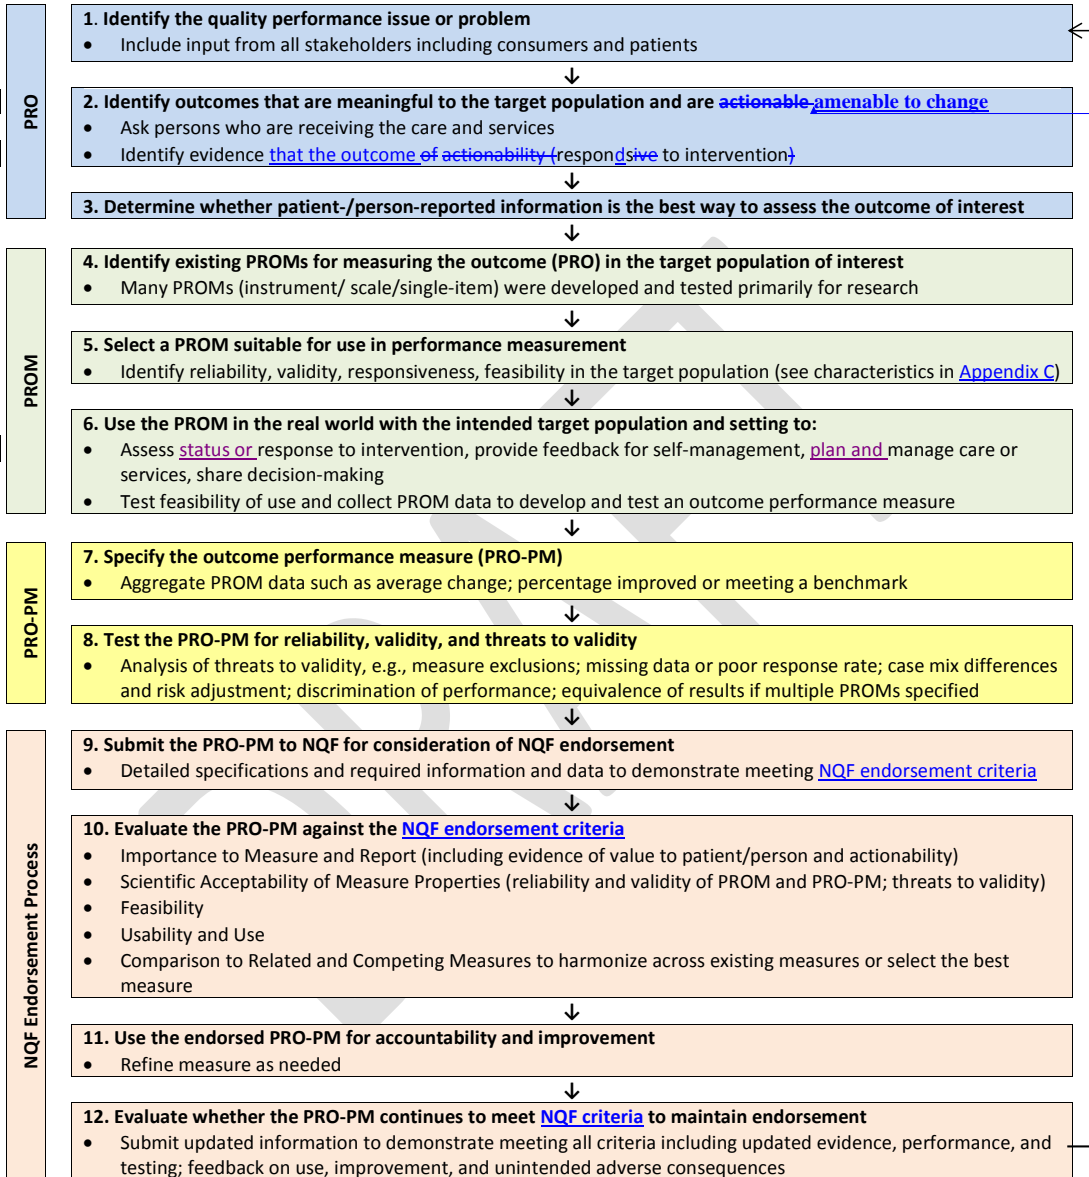 PRO
1. Identify the quality performance issue or problem
• Include input from all stakeholders including consumers and patients
↓
2. Identify outcomes that are meaningful to the target population and are actionable amenable to change
• Ask persons who are receiving the care and services
• Identify evidence that the outcome of actionability (respondsive to intervention)
↓
3. Determine whether patient-/person-reported information is the best way to assess the outcome of interest
↓
PROM
4. Identify existing PROMs for measuring the outcome (PRO) in the target population of interest
• Many PROMs (instrument/ scale/single-item) were developed and tested primarily for research
↓
5. Select a PROM suitable for use in performance measurement
• Identify reliability, validity, responsiveness, feasibility in the target population (see characteristics in Appendix C)
↓
6. Use the PROM in the real world with the intended target population and setting to:
• Assess status or response to intervention, provide feedback for self-management, plan and manage care or
services, share decision-making
• Test feasibility of use and collect PROM data to develop and test an outcome performance measure
↓
PRO-PM
7. Specify the outcome performance measure (PRO-PM)
• Aggregate PROM data such as average change; percentage improved or meeting a benchmark
↓
8. Test the PRO-PM for reliability, validity, and threats to validity
• Analysis of threats to validity, e.g., measure exclusions; missing data or poor response rate; case mix differences
and risk adjustment; discrimination of performance; equivalence of results if multiple PROMs specified
↓
NQF Endorsement Process
9. Submit the PRO-PM to NQF for consideration of NQF endorsement
• Detailed specifications and required information and data to demonstrate meeting NQF endorsement criteria
↓
10. Evaluate the PRO-PM against the NQF endorsement criteria
• Importance to Measure and Report (including evidence of value to patient/person and actionability)
• Scientific Acceptability of Measure Properties (reliability and validity of PROM and PRO-PM; threats to validity)
• Feasibility
• Usability and Use
• Comparison to Related and Competing Measures to harmonize across existing measures or select the best
measure
↓
11. Use the endorsed PRO-PM for accountability and improvement
• Refine measure as needed
↓
12. Evaluate whether the PRO-PM continues to meet NQF criteria to maintain endorsement
• Submit updated information to demonstrate meeting all criteria including updated evidence, performance, and
testing; feedback on use, improvement, and unintended adverse consequences
DRAFT